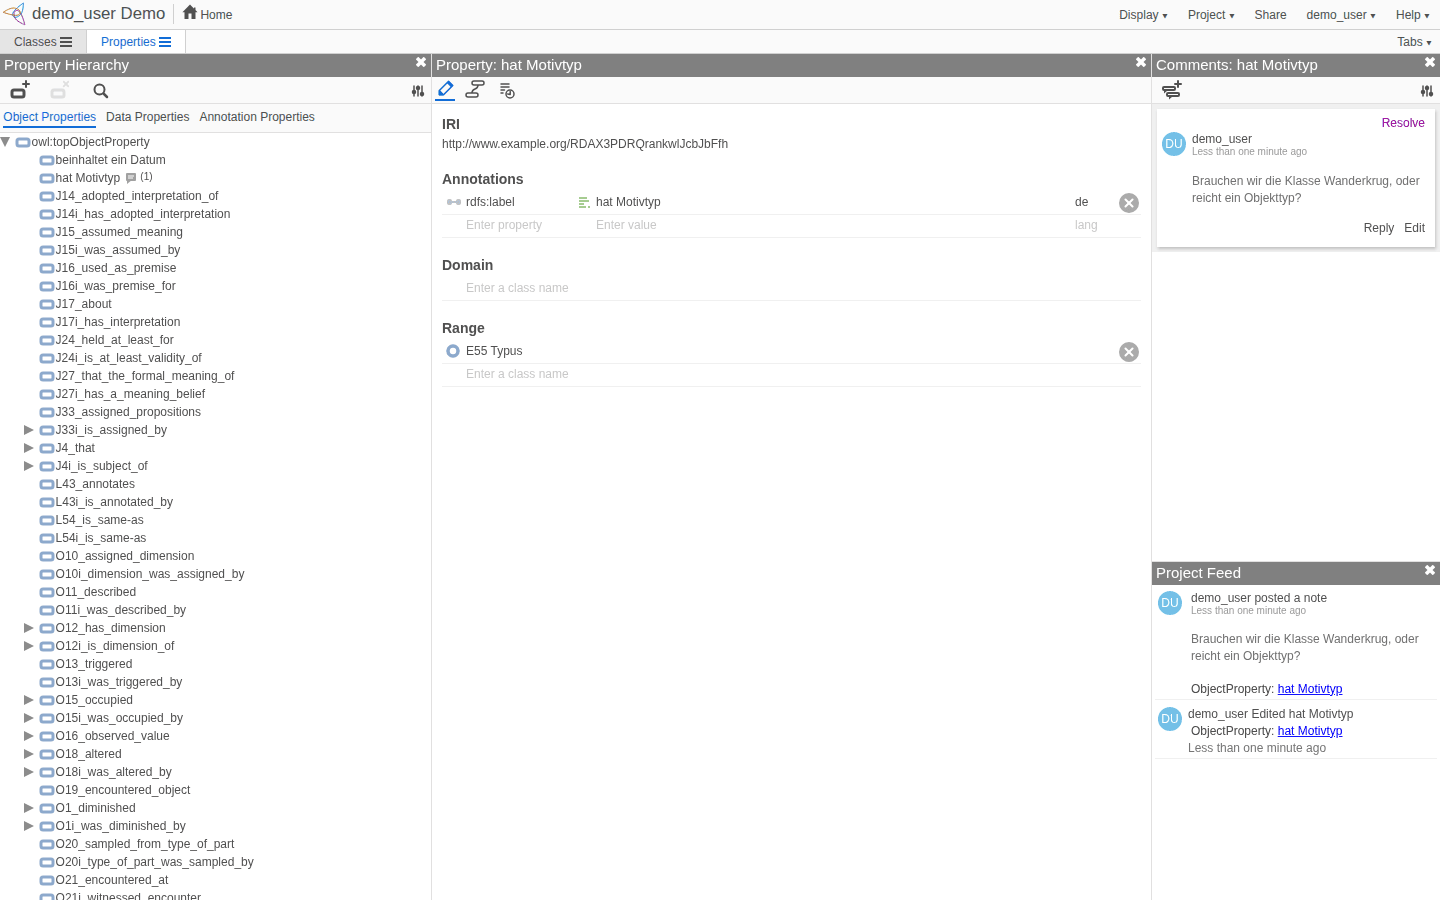 demo_user Demo
Home
Display ▾
Project ▾
Share
demo_user ▾
Help ▾
Classes
Properties
Tabs ▾
Property Hierarchy
Object Properties
Data Properties
Annotation Properties
owl:topObjectProperty
beinhaltet ein Datum
hat Motivtyp (1)
J14_adopted_interpretation_of
J14i_has_adopted_interpretation
J15_assumed_meaning
J15i_was_assumed_by
J16_used_as_premise
J16i_was_premise_for
J17_about
J17i_has_interpretation
J24_held_at_least_for
J24i_is_at_least_validity_of
J27_that_the_formal_meaning_of
J27i_has_a_meaning_belief
J33_assigned_propositions
J33i_is_assigned_by
J4_that
J4i_is_subject_of
L43_annotates
L43i_is_annotated_by
L54_is_same-as
L54i_is_same-as
O10_assigned_dimension
O10i_dimension_was_assigned_by
O11_described
O11i_was_described_by
O12_has_dimension
O12i_is_dimension_of
O13_triggered
O13i_was_triggered_by
O15_occupied
O15i_was_occupied_by
O16_observed_value
O18_altered
O18i_was_altered_by
O19_encountered_object
O1_diminished
O1i_was_diminished_by
O20_sampled_from_type_of_part
O20i_type_of_part_was_sampled_by
O21_encountered_at
O21i_witnessed_encounter
Property: hat Motivtyp
IRI
http://www.example.org/RDAX3PDRQrankwlJcbJbFfh
Annotations
rdfs:label hat Motivtyp de
Enter property Enter value lang
Domain
Enter a class name
Range
E55 Typus
Enter a class name
Comments: hat Motivtyp
Resolve
DU
demo_user
Less than one minute ago
Brauchen wir die Klasse Wanderkrug, oder
reicht ein Objekttyp?
Reply Edit
Project Feed
DU
demo_user posted a note
Less than one minute ago
Brauchen wir die Klasse Wanderkrug, oder
reicht ein Objekttyp?
ObjectProperty: hat Motivtyp
DU
demo_user Edited hat Motivtyp
ObjectProperty: hat Motivtyp
Less than one minute ago